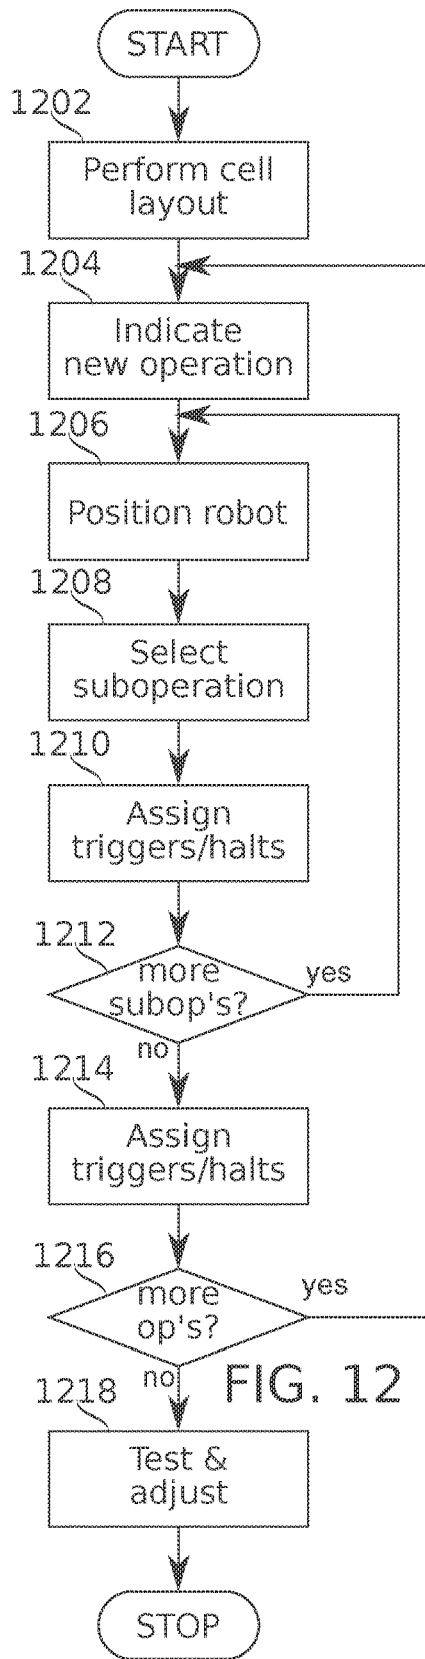 START
1202
Perform cell
layout
1204
Indicate
new operation
1206
Position robot
1208
Select
suboperation
1210
Assign
triggers/halts
1212
more
subop's?
yes
no
1214
Assign
triggers/halts
1216
more
op's?
yes
no
FIG. 12
1218
Test &
adjust
STOP